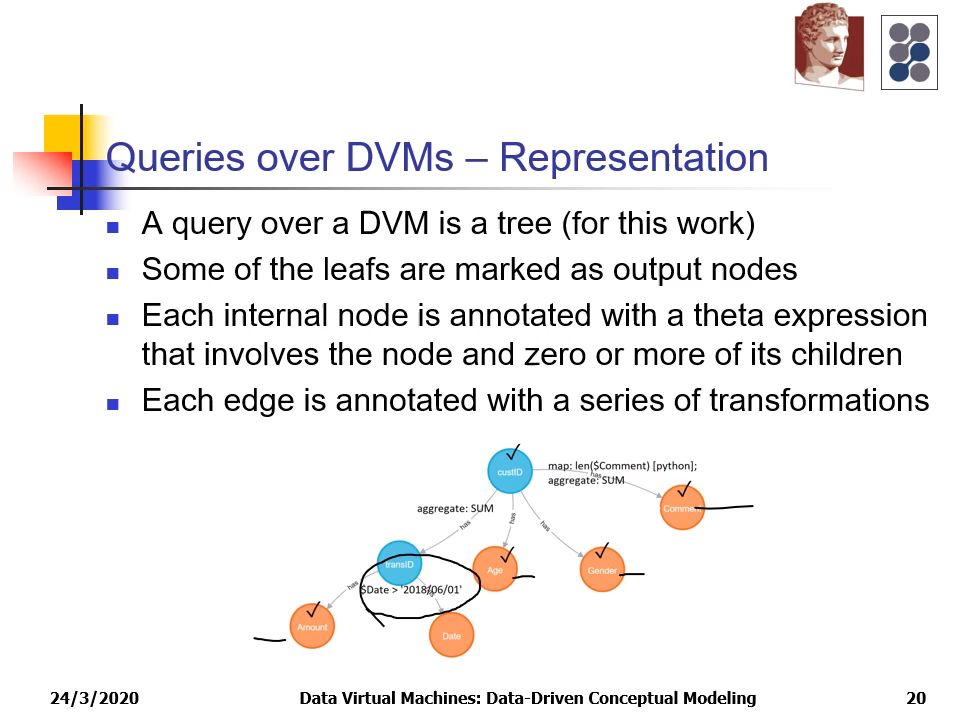 Queries over DVMs – Representation
A query over a DVM is a tree (for this work)
Some of the leafs are marked as output nodes
Each internal node is annotated with a theta expression
that involves the node and zero or more of its children
Each edge is annotated with a series of transformations
custID
map: len($Comment) [python];
has
aggregate: SUM
Comment
aggregate: SUM
has
has
has
transID
Age
Gender
has
$Date > '2018/06/01'
has
Amount
Date
24/3/2020
Data Virtual Machines: Data-Driven Conceptual Modeling
20